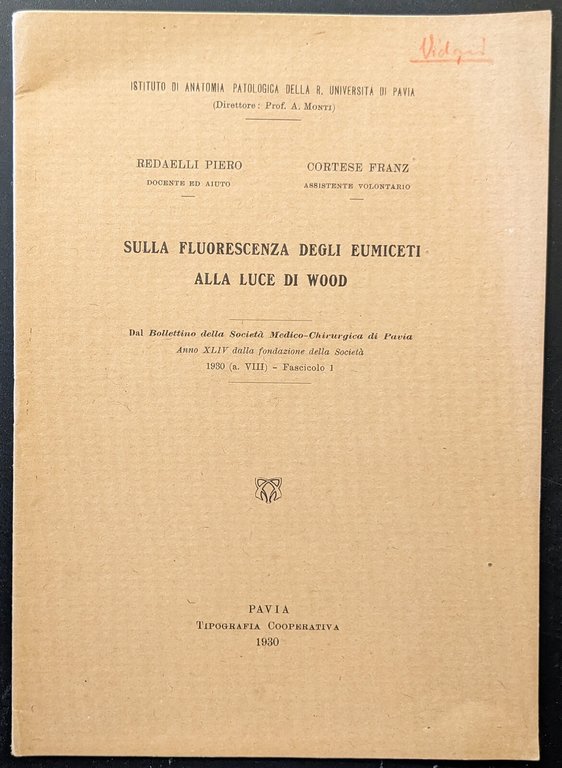 ISTITUTO DI ANATOMIA PATOLOGICA DELLA R. UNIVERSITÀ DI PAVIA
(Direttore: Prof. A. MONTI)
REDAELLI PIERO
DOCENTE ED AIUTO
CORTESE FRANZ
ASSISTENTE VOLONTARIO
SULLA FLUORESCENZA DEGLI EUMICETI
ALLA LUCE DI WOOD
Dal Bollettino della Società Medico-Chirurgica di Pavia
Anno XLIV dalla fondazione della Società
1930 (a. VIII) - Fascicolo 1
PAVIA
TIPOGRAFIA COOPERATIVA
1930